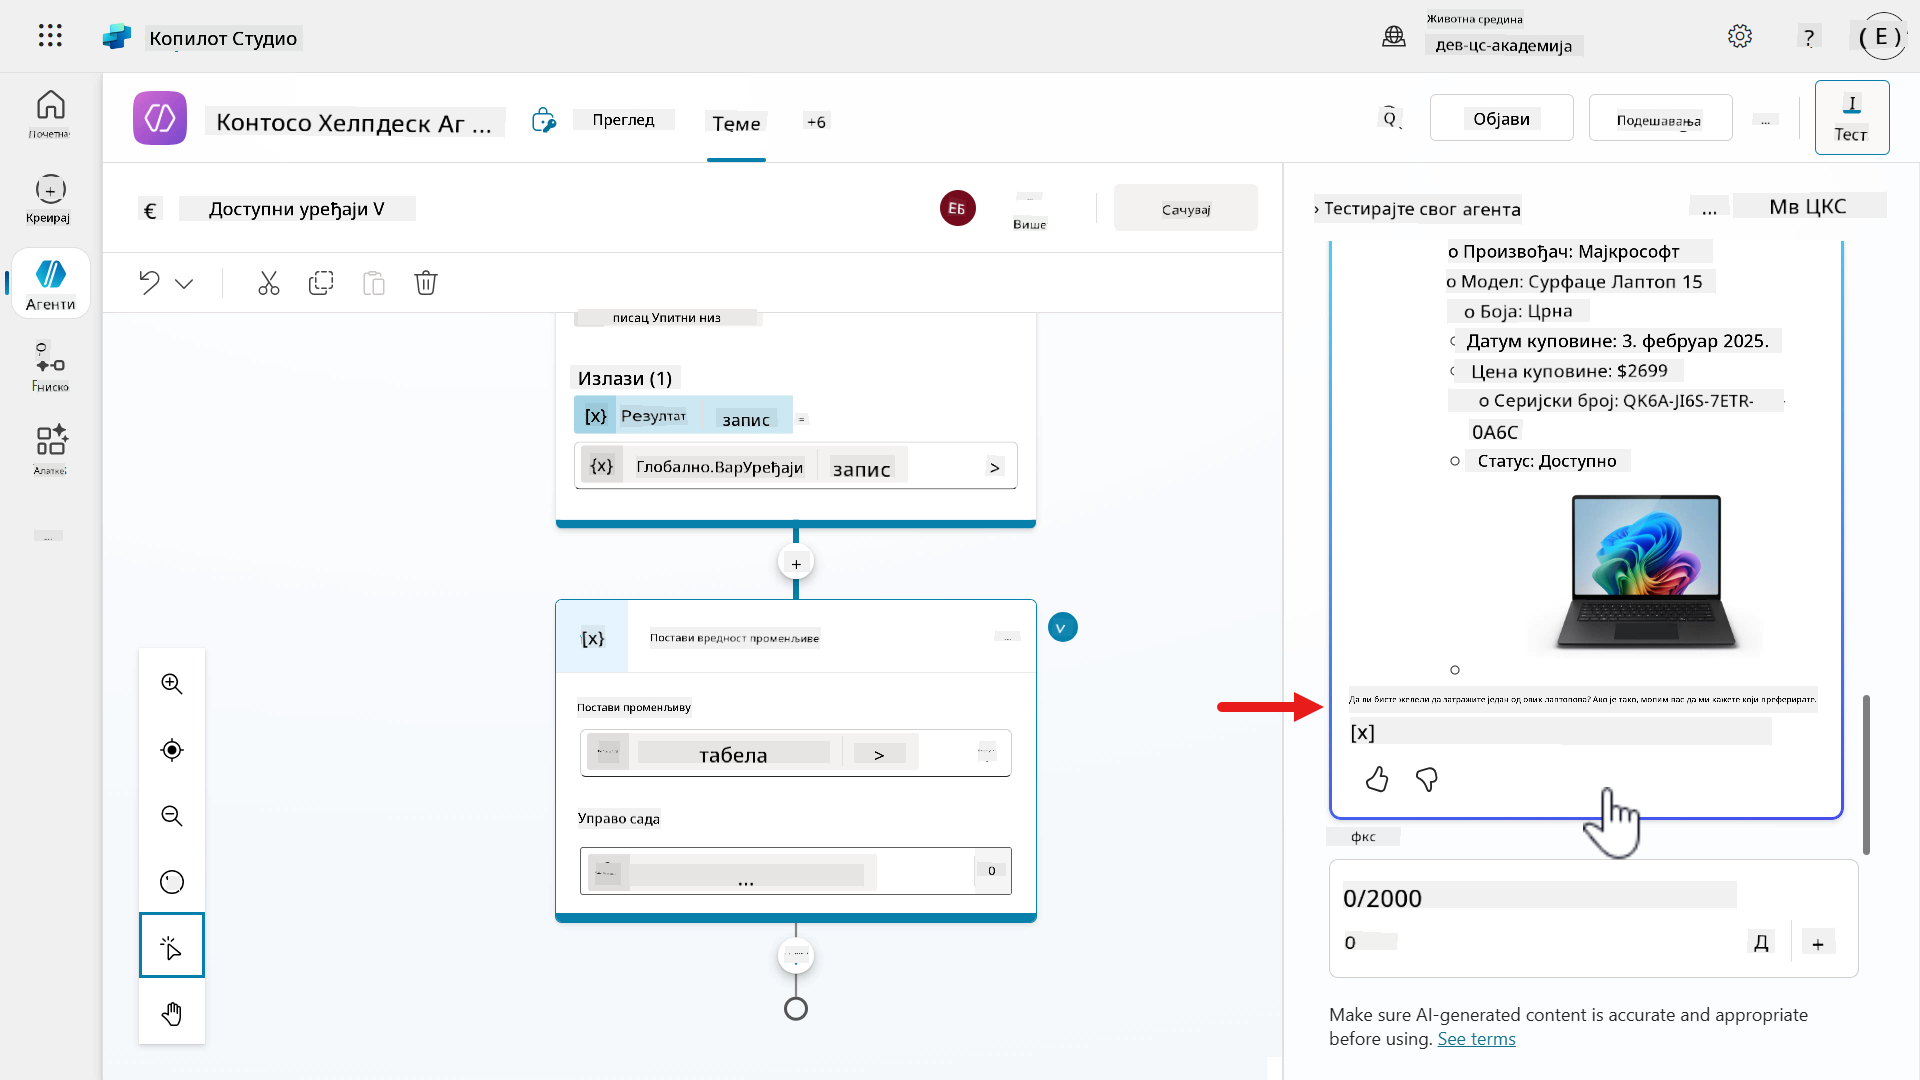 Копилот Студио
Животна средина
дев-цс-академија
?
( Е )
Почетна
Креирај
Агенти
Гниско
Алатке
...
Контосо Хелпдеск Аг ...
Преглед
Теме
+6
Q
Објави
Подешавања
...
Тест
€ Доступни уређаји V
ЕБ
Више
Сачувај
писац Упитни низ
Излази (1)
[x} Резултат запис =
{x} Глобално.ВарУређаји запис >
+
[x} Постави вредност променљиве ...
v
Постави променљиву
табела >
Управо сада
... 0
› Тестирајте свог агента ... Мв ЦКС
о Произвођач: Мајкрософт
о Модел: Сурфаце Лаптоп 15
о Боја: Црна
Датум куповине: 3. фебруар 2025.
Цена куповине: $2699
о Серијски број: QK6A-JI6S-7ETR-
0A6C
Статус: Доступно
Да ли бисте желели да затражите један од ових лаптопова? Ако је тако, молим вас да ми кажете који преферирате.
[x]
фкс
0/2000
0
Д +
Make sure AI-generated content is accurate and appropriate
before using. See terms